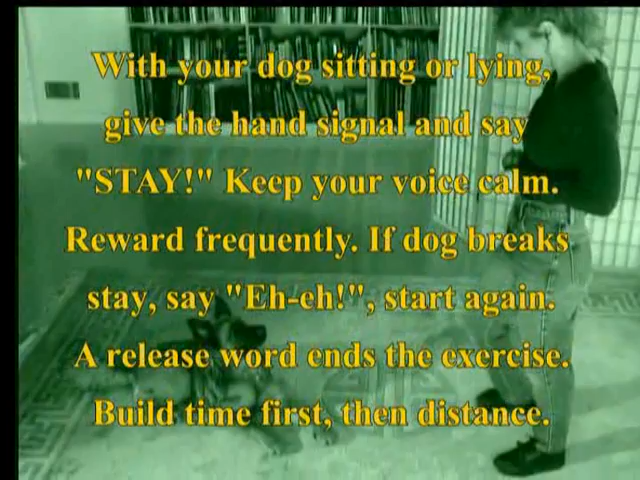 With your dog sitting or lying,
give the hand signal and say
"STAY!" Keep your voice calm.
Reward frequently. If dog breaks
stay, say "Eh-eh!", start again.
A release word ends the exercise.
Build time first, then distance.